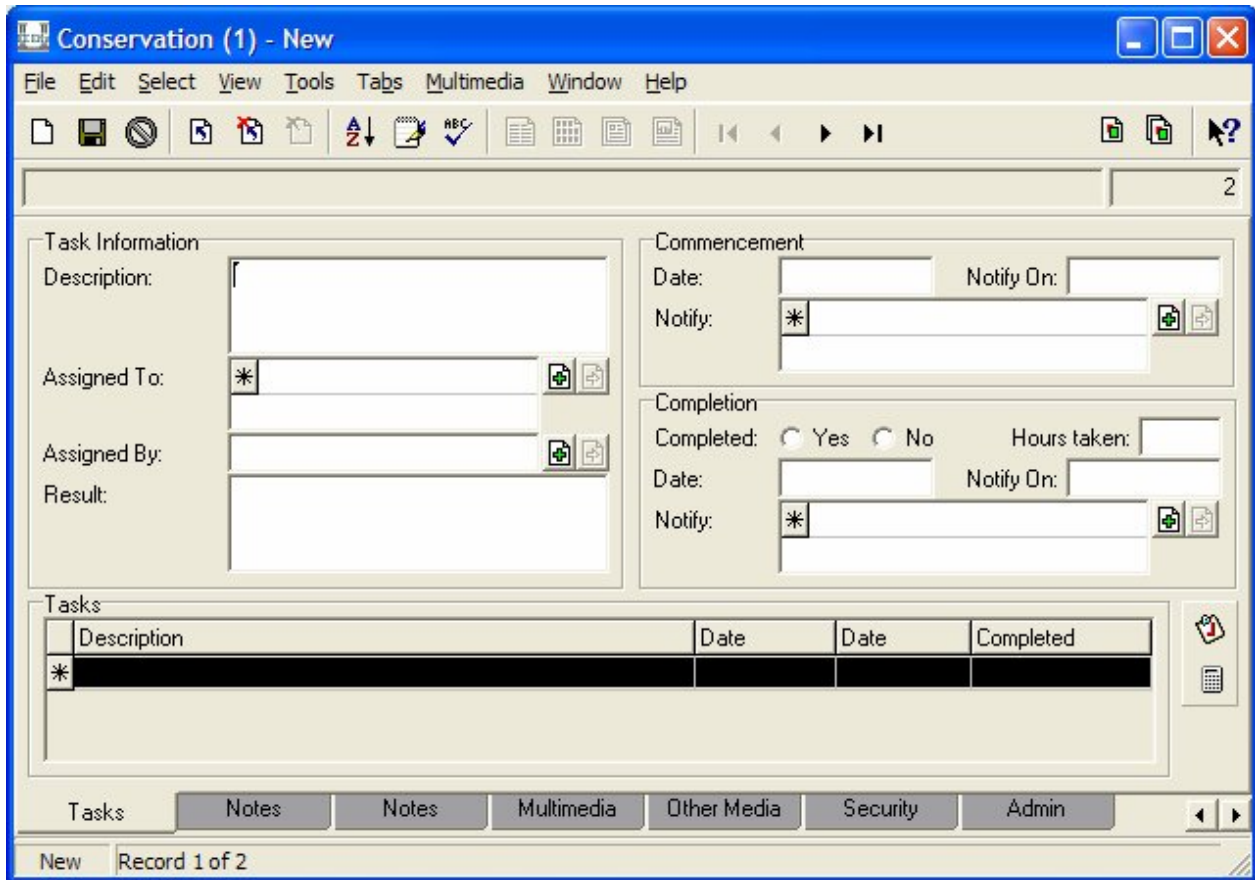 Conservation (1) - New
File Edit Select View Tools Tabs Multimedia Window Help
2
Task Information
Description:
Assigned To:
Assigned By:
Result:
Commencement
Date: Notify On:
Notify:
Completion
Completed: Yes No Hours taken:
Date: Notify On:
Notify:
Tasks
Description Date Date Completed
Tasks Notes Notes Multimedia Other Media Security Admin
New Record 1 of 2